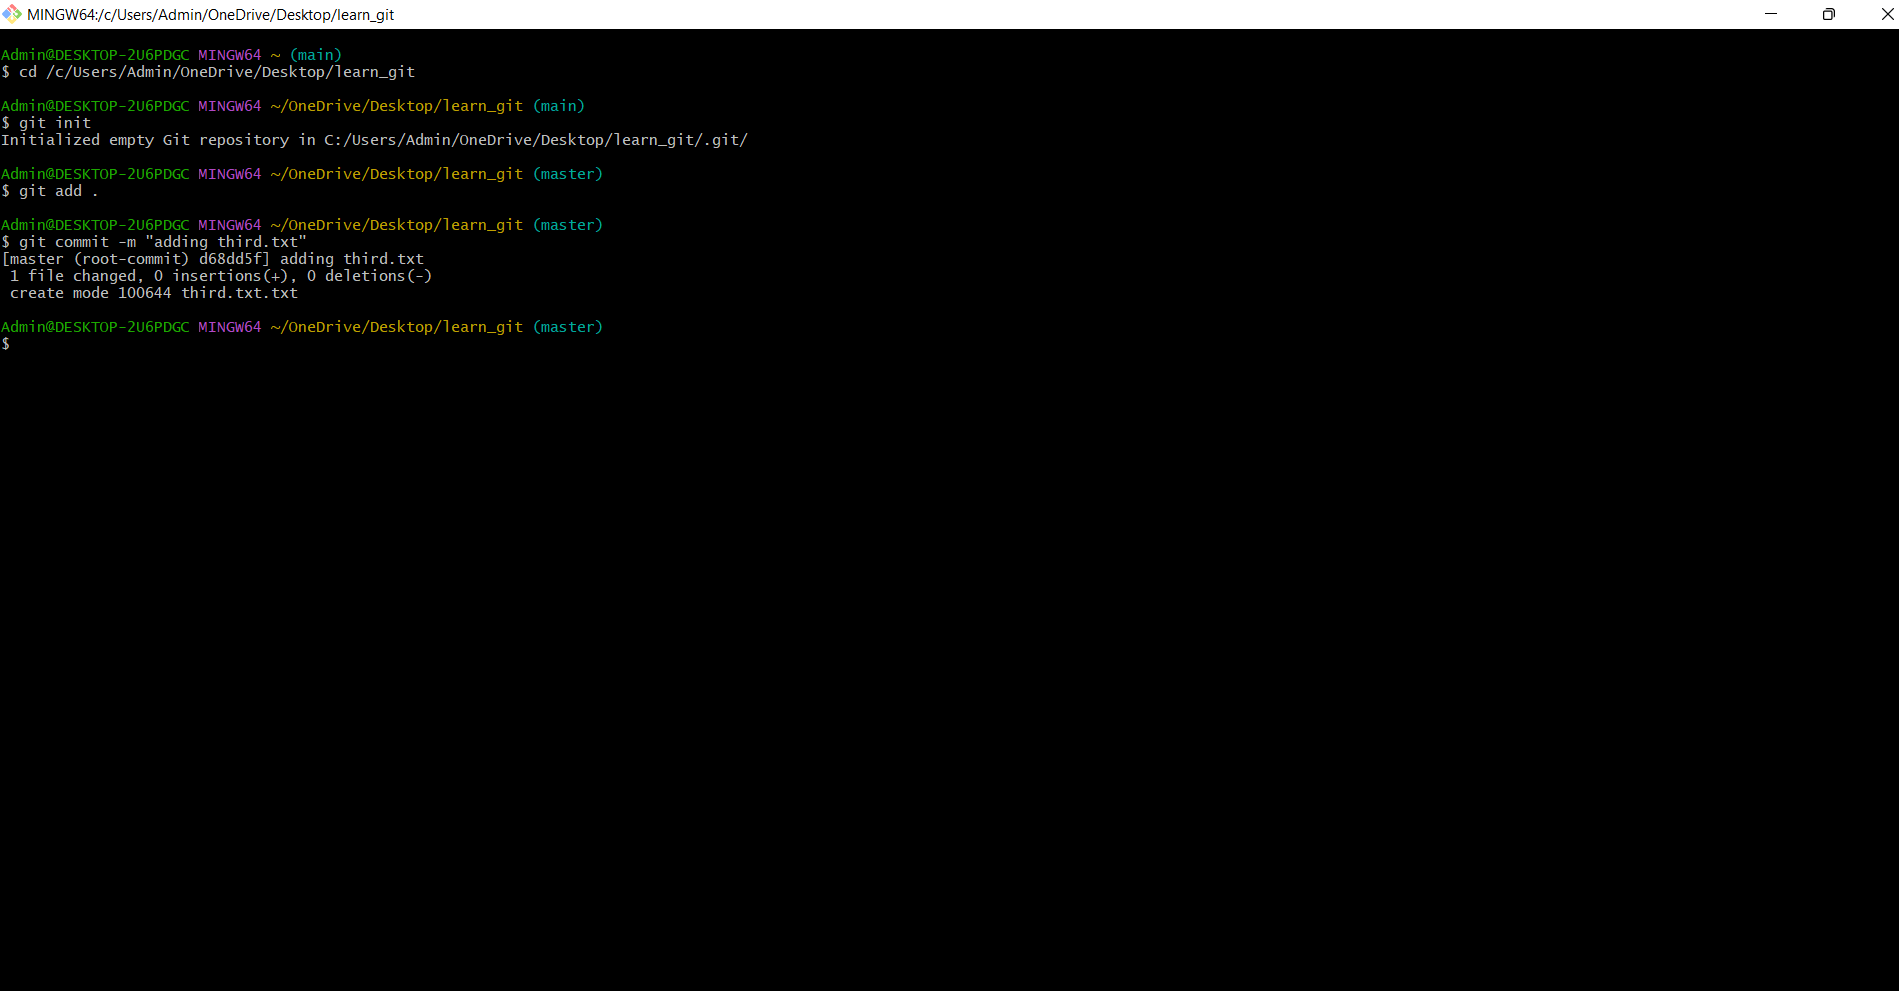 MINGW64:/c/Users/Admin/OneDrive/Desktop/learn_git
Admin@DESKTOP-2U6PDGC MINGW64 ~ (main)
$ cd /c/Users/Admin/OneDrive/Desktop/learn_git
Admin@DESKTOP-2U6PDGC MINGW64 ~/OneDrive/Desktop/learn_git (main)
$ git init
Initialized empty Git repository in C:/Users/Admin/OneDrive/Desktop/learn_git/.git/
Admin@DESKTOP-2U6PDGC MINGW64 ~/OneDrive/Desktop/learn_git (master)
$ git add .
Admin@DESKTOP-2U6PDGC MINGW64 ~/OneDrive/Desktop/learn_git (master)
$ git commit -m "adding third.txt"
[master (root-commit) d68dd5f] adding third.txt
 1 file changed, 0 insertions(+), 0 deletions(-)
 create mode 100644 third.txt.txt
Admin@DESKTOP-2U6PDGC MINGW64 ~/OneDrive/Desktop/learn_git (master)
$